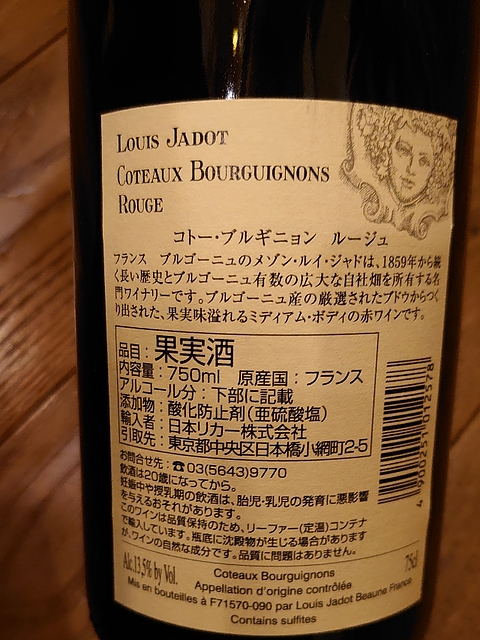 LOUIS JADOT
COTEAUX BOURGUIGNONS
ROUGE
コトー・ブルギニョン ルージュ
フランス ブルゴーニュのメゾン・ルイ・ジャドは、1859年から続
く長い歴史とブルゴーニュ有数の広大な自社畑を所有する名
門ワイナリーです。ブルゴーニュ産の厳選されたブドウからつく
り出された、果実味溢れるミディアム・ボディの赤ワインです。
品目：果実酒
内容量：750ml 原産国：フランス
アルコール分：下部に記載
添加物：酸化防止剤（亜硫酸塩）
輸入者：日本リカー株式会社
引取先：東京都中央区日本橋小網町2-5
お問合せ先：☎03(5643)9770
飲酒は20歳になってから。
妊娠中や授乳期の飲酒は、胎児・乳児の発育に悪影響
を与えるおそれがあります。
このワインは品質保持のため、リーファー(定温)コンテナ
で輸入しています。瓶底に沈殿物が生じる場合があります
が、ワインの自然な成分です。品質に問題はありません。
4 980251 012378
Alc.13,5% by Vol.
75cl
Coteaux Bourguignons
Appellation d'origine contrôlée
Mis en bouteilles à F71570-090 par Louis Jadot Beaune France
Contains sulfites